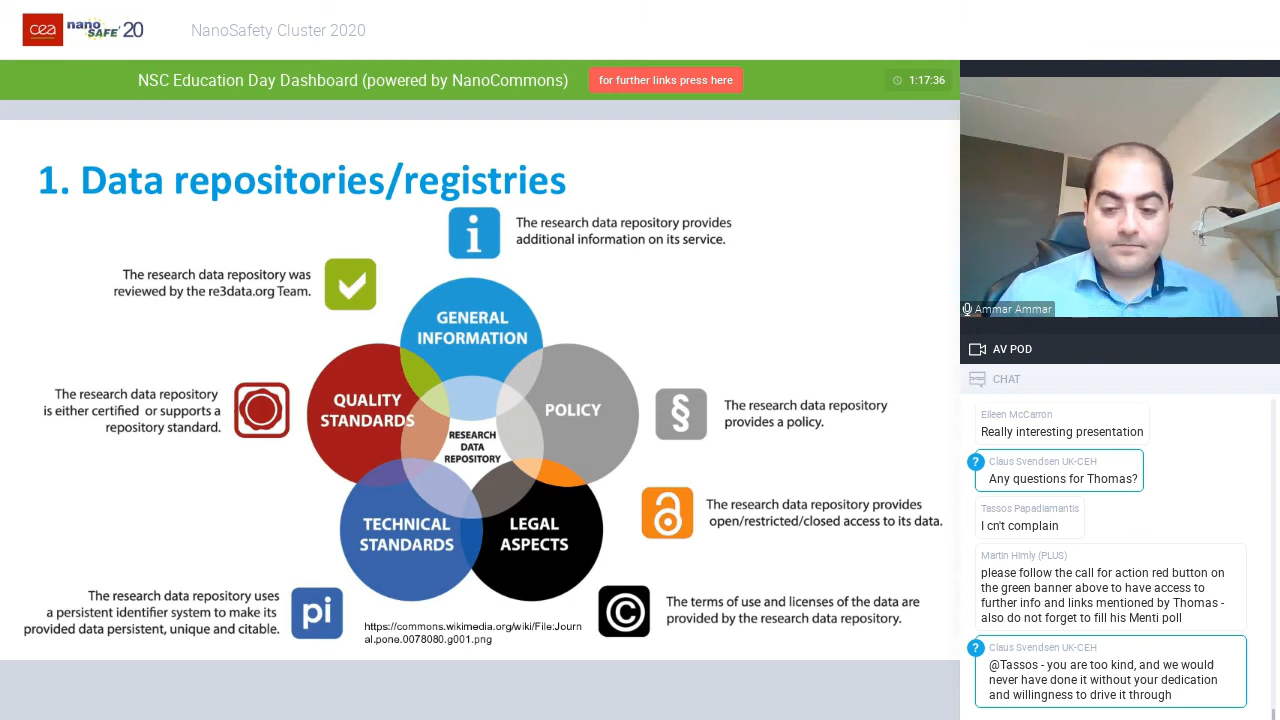 cea nano SAFE' 20
NanoSafety Cluster 2020
NSC Education Day Dashboard (powered by NanoCommons)
for further links press here
1:17:36
1. Data repositories/registries
The research data repository provides
additional information on its service.
The research data repository was
reviewed by the re3data.org Team.
GENERAL
INFORMATION
The research data repository
is either certified or supports a
repository standard.
QUALITY
STANDARDS
POLICY
§
The research data repository
provides a policy.
RESEARCH
DATA
REPOSITORY
The research data repository provides
open/restricted/closed access to its data.
TECHNICAL
STANDARDS
LEGAL
ASPECTS
The research data repository uses
a persistent identifier system to make its
provided data persistent, unique and citable.
pi
https://commons.wikimedia.org/wiki/File:Journ
al.pone.0078080.g001.png
©
The terms of use and licenses of the data are
provided by the research data repository.
i
Ammar Ammar
AV POD
CHAT
Eileen McCarron
Really interesting presentation
?
Claus Svendsen UK-CEH
Any questions for Thomas?
Tassos Papadiamantis
I cn't complain
Martin Himly (PLUS)
please follow the call for action red button on
the green banner above to have access to
further info and links mentioned by Thomas -
also do not forget to fill his Menti poll
?
Claus Svendsen UK-CEH
@Tassos - you are too kind, and we would
never have done it without your dedication
and willingness to drive it through